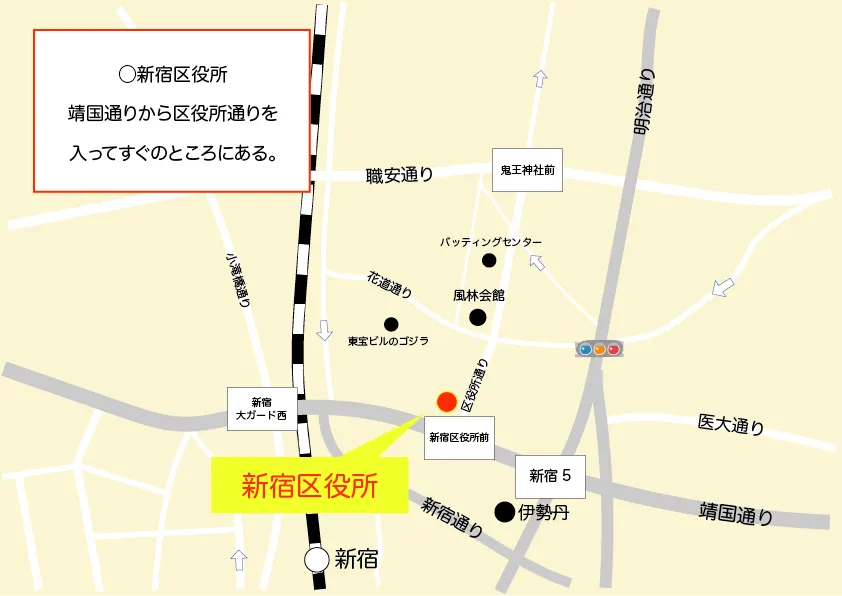 ○新宿区役所
靖国通りから区役所通りを
入ってすぐのところにある。
明治通り
職安通り
鬼王神社前
バッティングセンター
小滝橋通り
花道通り
風林会館
東宝ビルのゴジラ
区役所通り
新宿
大ガード西
新宿区役所前
医大通り
新宿区役所
新宿5
新宿通り
伊勢丹
靖国通り
新宿